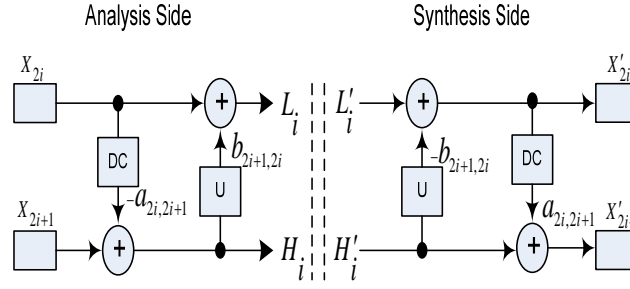 Analysis Side
Synthesis Side
X2i
X'2i
+
Li
L'i
+
DC
b2i+1,2i
-b2i+1,2i
DC
U
U
-a2i,2i+1
a2i,2i+1
X2i+1
X'2i+
+
Hi
H'i
+